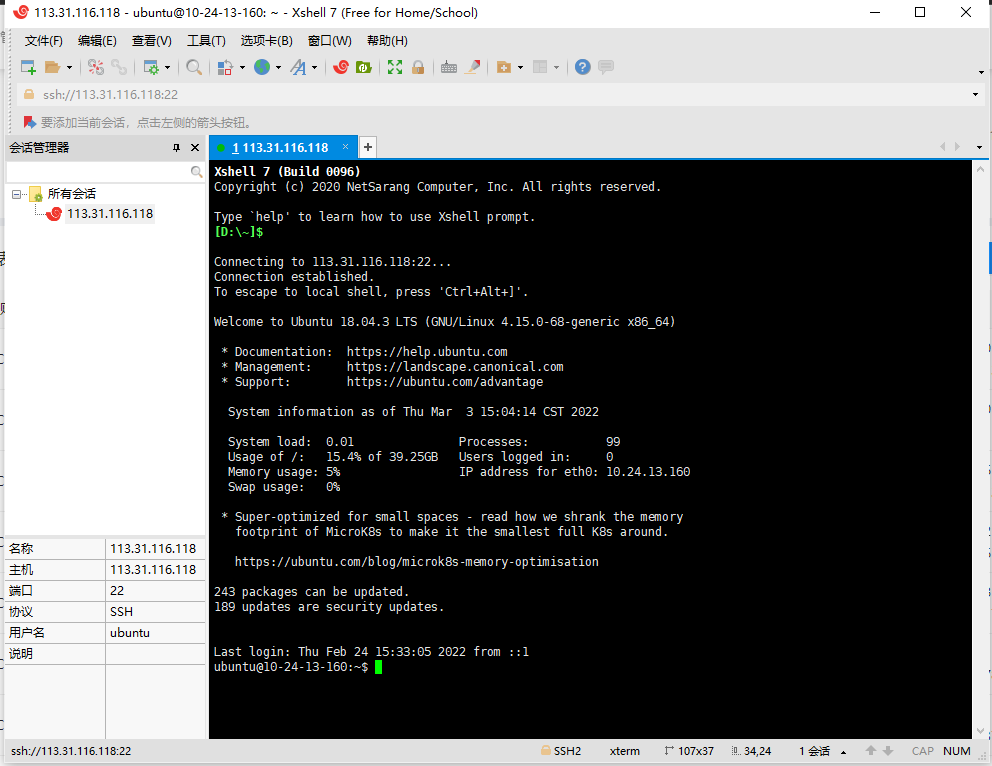 113.31.116.118 - ubuntu@10-24-13-160: ~ - Xshell 7 (Free for Home/School)
文件(F) 编辑(E) 查看(V) 工具(T) 选项卡(B) 窗口(W) 帮助(H)
ssh://113.31.116.118:22
要添加当前会话，点击左侧的箭头按钮。
会话管理器
所有会话
113.31.116.118
名称 113.31.116.118
主机 113.31.116.118
端口 22
协议 SSH
用户名 ubuntu
说明
1 113.31.116.118
Xshell 7 (Build 0096)
Copyright (c) 2020 NetSarang Computer, Inc. All rights reserved.
Type `help' to learn how to use Xshell prompt.
[D:\~]$
Connecting to 113.31.116.118:22...
Connection established.
To escape to local shell, press 'Ctrl+Alt+]'.
Welcome to Ubuntu 18.04.3 LTS (GNU/Linux 4.15.0-68-generic x86_64)
* Documentation:  https://help.ubuntu.com
* Management:     https://landscape.canonical.com
* Support:        https://ubuntu.com/advantage
System information as of Thu Mar  3 15:04:14 CST 2022
System load:  0.01               Processes:           99
Usage of /:   15.4% of 39.25GB   Users logged in:     0
Memory usage: 5%                 IP address for eth0: 10.24.13.160
Swap usage:   0%
* Super-optimized for small spaces - read how we shrank the memory
footprint of MicroK8s to make it the smallest full K8s around.
https://ubuntu.com/blog/microk8s-memory-optimisation
243 packages can be updated.
189 updates are security updates.
Last login: Thu Feb 24 15:33:05 2022 from ::1
ubuntu@10-24-13-160:~$
ssh://113.31.116.118:22 SSH2 xterm 107x37 34,24 1 会话 CAP NUM